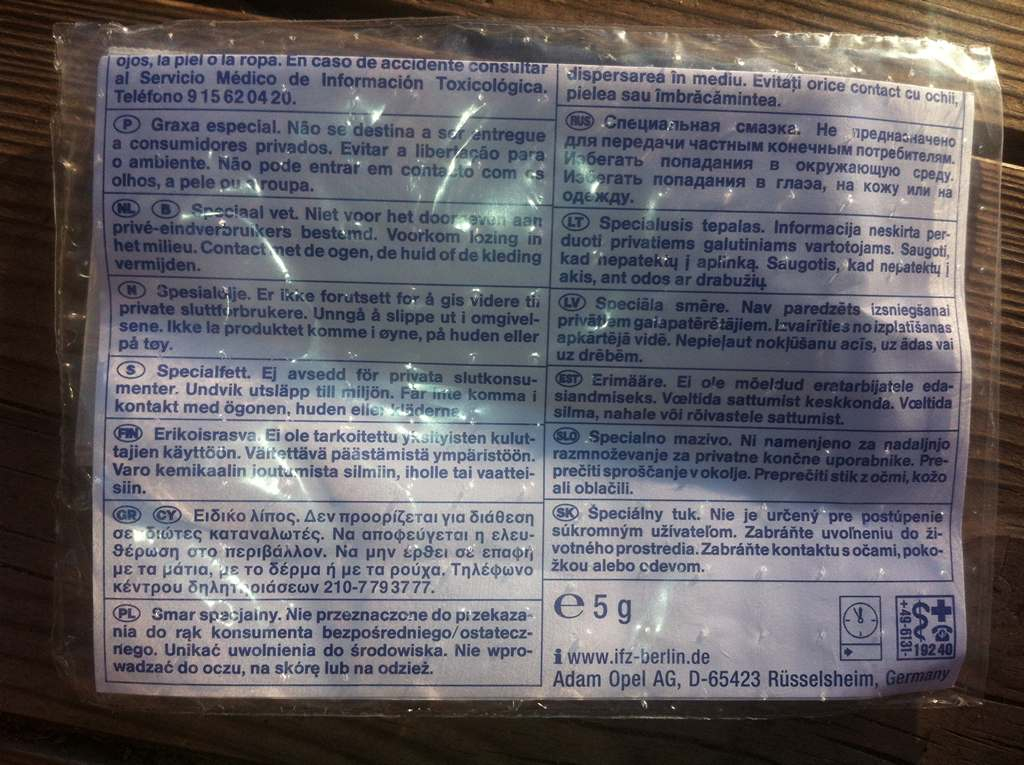 ojos, la piel o la ropa. En caso de accidente consultar
al Servicio Médico de Información Toxicológica.
Teléfono 9 15 62 04 20.
P Graxa especial. Não se destina a ser entregue
a consumidores privados. Evitar a libertação para
o ambiente. Não pode entrar em contacto com os
olhos, a pele ou a roupa.
NL B Speciaal vet. Niet voor het doorgeven aan
privé-eindverbruikers bestemd. Voorkom lozing in
het milieu. Contact met de ogen, de huid of de kleding
vermijden.
N Spesialolje. Er ikke forutsett for å gis videre til
private sluttforbrukere. Unngå å slippe ut i omgivel-
sene. Ikke la produktet komme i øyne, på huden eller
på tøy.
S Specialfett. Ej avsedd för privata slutkonsu-
menter. Undvik utsläpp till miljön. Får inte komma i
kontakt med ögonen, huden eller kläderna.
FIN Erikoisrasva. Ei ole tarkoitettu yksityisten kulut-
tajien käyttöön. Vältettävä päästämistä ympäristöön.
Varo kemikaalin joutumista silmiin, iholle tai vaattei-
siin.
GR CY Ειδικο λίπος. Δεν προορίζεται για διάθεση
σε ιδιώτες καταναλωτές. Να αποφεύγεται η ελευ-
θέρωση στο περιβάλλον. Να μην έρθει σε επαφή
με τα μάτια, με το δέρμα ή με τα ρούχα. Τηλέφωνο
κέντρου δηλητηριάσεων 210-7 79 37 77.
PL Smar specjalny. Nie przeznaczone do przekaza-
nia do rąk konsumenta bezpośredniego/ostatecz-
nego. Unikać uwolnienia do środowiska. Nie wpro-
wadzać do oczu, na skórę lub na odzież.
dispersarea în mediu. Evitați orice contact cu ochii,
pielea sau îmbrăcămintea.
RUS Специальная смазка. Не предназначено
для передачи частным конечным потребителям.
Избегать попадания в окружающую среду.
Избегать попадания в глаза, на кожу или на
одежду.
LT Specialusis tepalas. Informacija neskirta per-
duoti privatiems galutiniams vartotojams. Saugoti,
kad nepatektų į aplinką. Saugotis, kad nepatektų į
akis, ant odos ar drabužių.
LV Speciāla smēre. Nav paredzēts izsniegšanai
privātiem galapatērētājiem. Izvairīties no izplatīšanas
apkārtējā vidē. Nepieļaut nokļūšanu acīs, uz ādas vai
uz drēbēm.
EST Erimääre. Ei ole mõeldud eratarbijatele eda-
siandmiseks. Vœltida sattumist keskkonda. Vœltida
silma, nahale või rõivastele sattumist.
SLO Specialno mazivo. Ni namenjeno za nadaljnjo
razmnoževanje za privatne končne uporabnike. Pre-
prečiti sproščanje v okolje. Preprečiti stik z očmi, kožo
ali oblačili.
SK Špeciálny tuk. Nie je určený pre postúpenie
súkromným užívateľom. Zabráňte uvoľneniu do ži-
votného prostredia. Zabráňte kontaktu s očami, poko-
žkou alebo odevom.
e 5 g
i www.ifz-berlin.de
Adam Opel AG, D-65423 Rüsselsheim, Germany
+49-6131-
19240